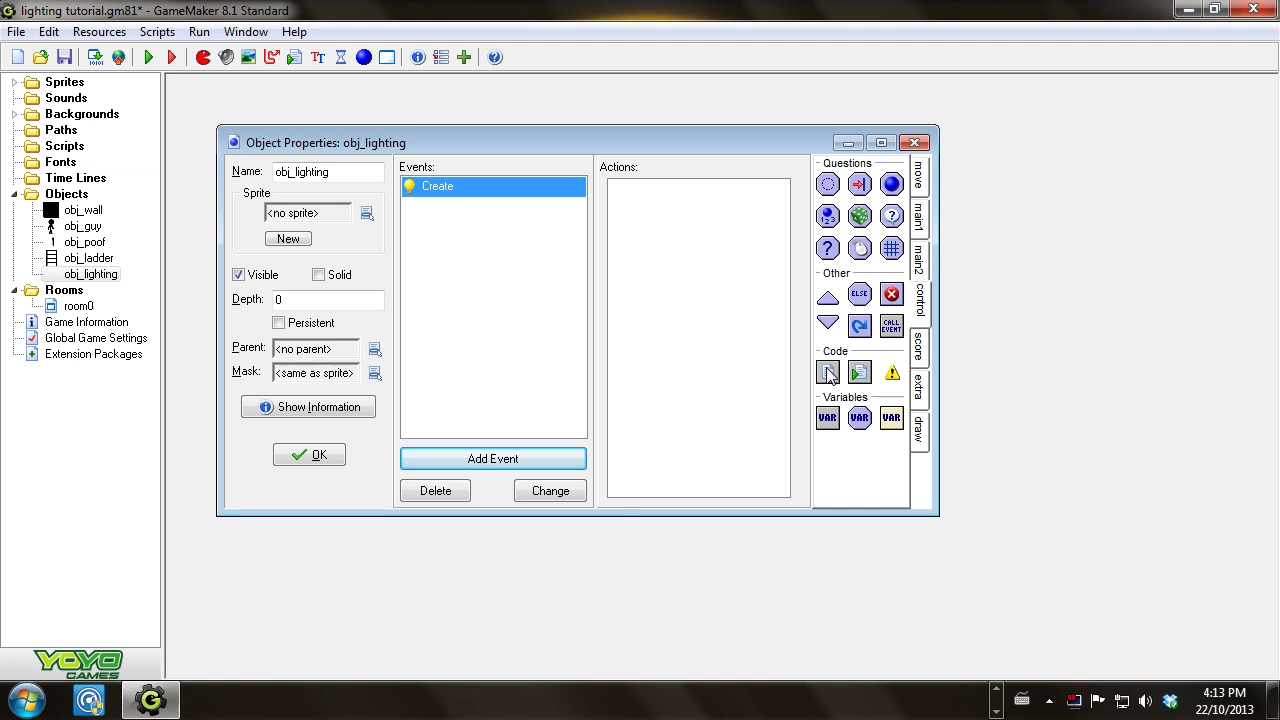 lighting tutorial.gm81* - GameMaker 8.1 Standard
File Edit Resources Scripts Run Window Help
Sprites
Sounds
Backgrounds
Paths
Scripts
Fonts
Time Lines
Objects
obj_wall
obj_guy
obj_poof
obj_ladder
obj_lighting
Rooms
room0
Game Information
Global Game Settings
Extension Packages
YOYO
GAMES
Object Properties: obj_lighting
Name: obj_lighting
Sprite
<no sprite>
New
Visible Solid
Depth: 0
Persistent
Parent: <no parent>
Mask: <same as sprite>
Show Information
OK
Events:
Create
Add Event
Delete Change
Actions:
Questions
Other
ELSE
CALL
EVENT
Code
Variables
VAR VAR VAR
move
main1
main2
control
score
extra
draw
4:13 PM
22/10/2013